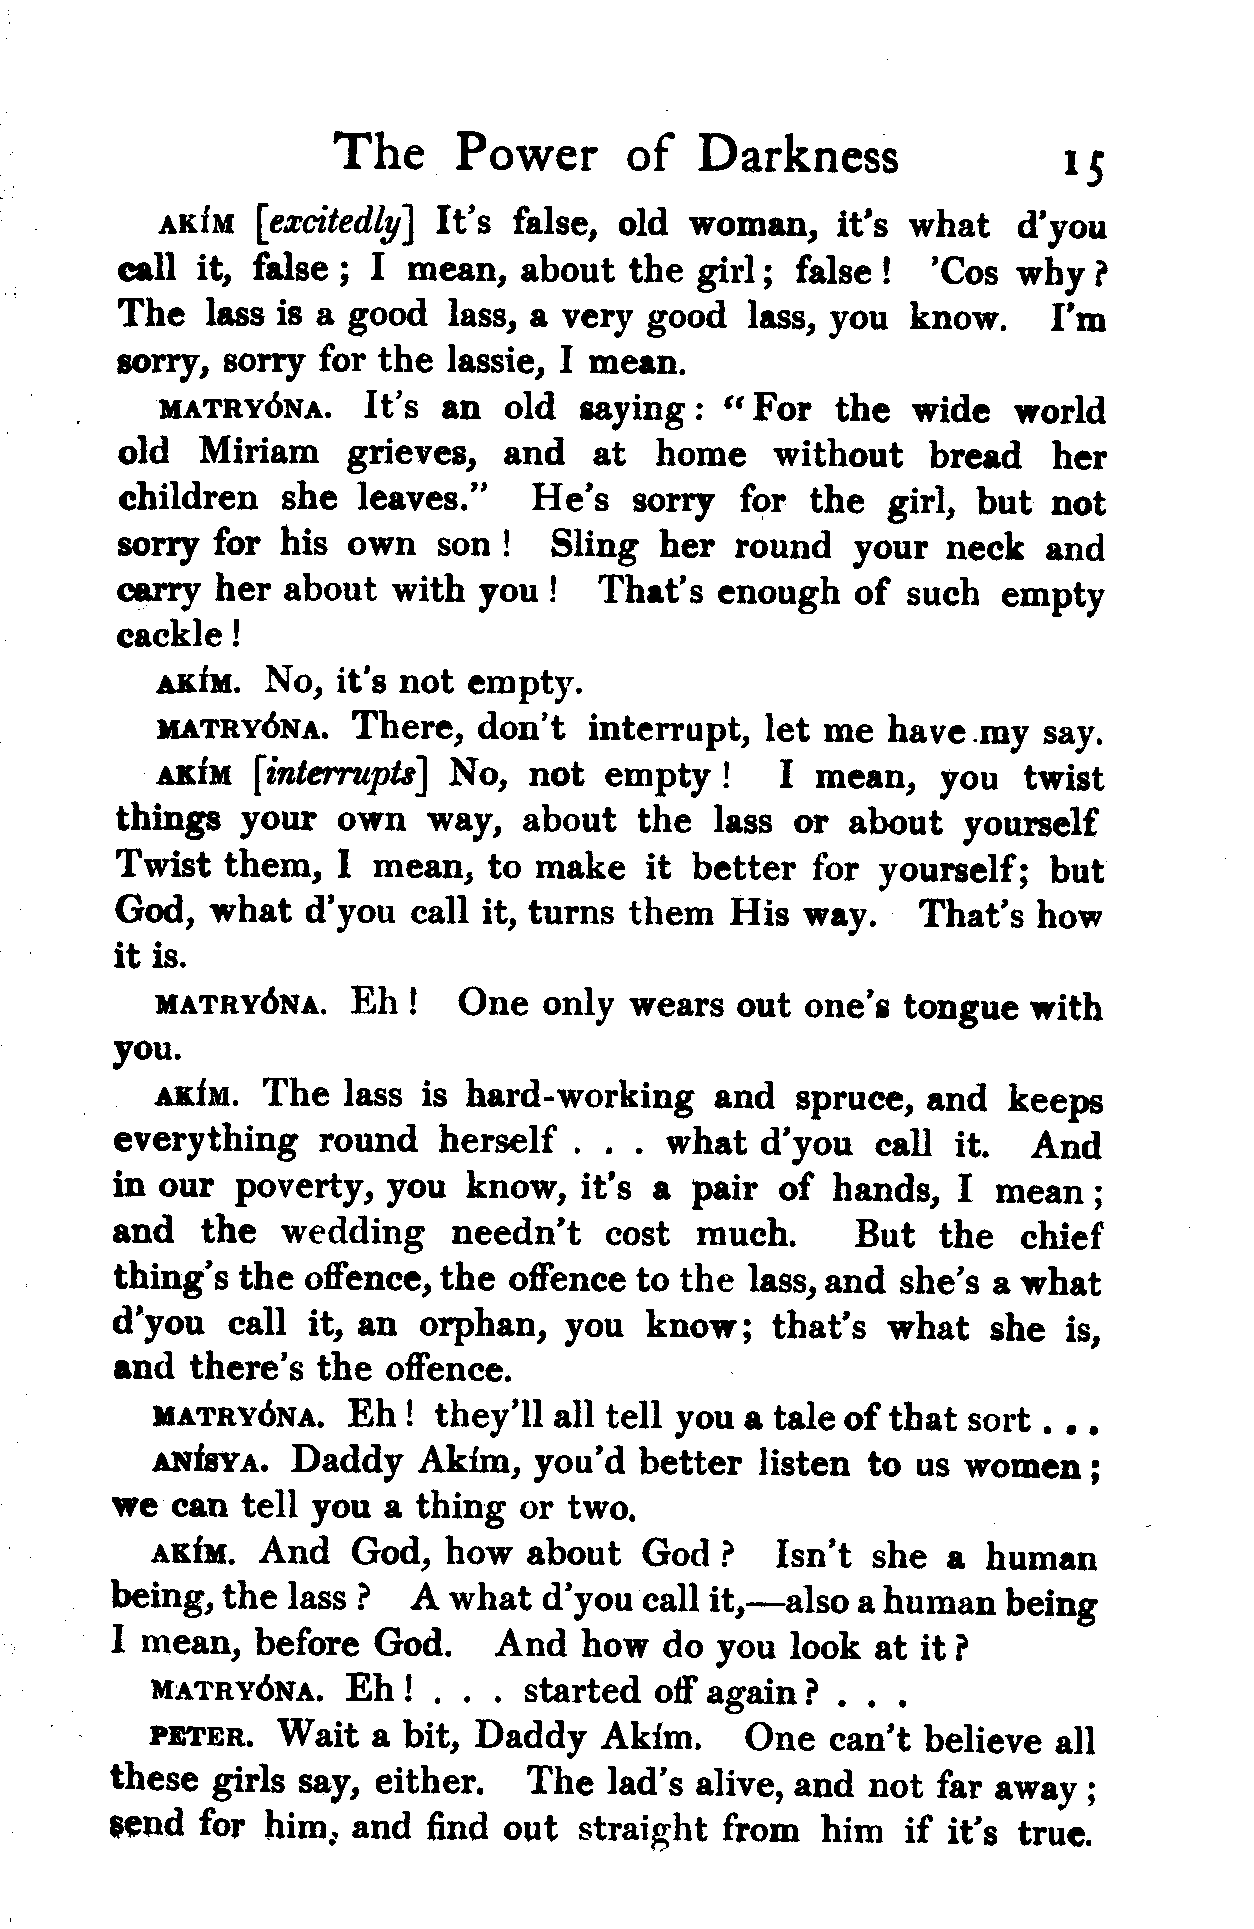 The Power of Darkness 15
AKÍM [excitedly] It's false, old woman, it's what d'you
call it, false ; I mean, about the girl ; false ! 'Cos why ?
The lass is a good lass, a very good lass, you know. I'm
sorry, sorry for the lassie, I mean.
MATRYÓNA. It's an old saying : “ For the wide world
old Miriam grieves, and at home without bread her
children she leaves.” He's sorry for the girl, but not
sorry for his own son ! Sling her round your neck and
carry her about with you ! That's enough of such empty
cackle !
AKÍM. No, it's not empty.
MATRYÓNA. There, don't interrupt, let me have my say.
AKÍM [interrupts] No, not empty ! I mean, you twist
things your own way, about the lass or about yourself
Twist them, I mean, to make it better for yourself; but
God, what d'you call it, turns them His way. That's how
it is.
MATRYÓNA. Eh ! One only wears out one's tongue with
you.
AKÍM. The lass is hard-working and spruce, and keeps
everything round herself . . . what d'you call it. And
in our poverty, you know, it's a pair of hands, I mean ;
and the wedding needn't cost much. But the chief
thing's the offence, the offence to the lass, and she's a what
d'you call it, an orphan, you know; that's what she is,
and there's the offence.
MATRYÓNA. Eh ! they'll all tell you a tale of that sort . . .
ANÍSYA. Daddy Akím, you'd better listen to us women ;
we can tell you a thing or two.
AKÍM. And God, how about God ? Isn't she a human
being, the lass ? A what d'you call it,—also a human being
I mean, before God. And how do you look at it ?
MATRYÓNA. Eh ! . . . started off again ? . . .
PETER. Wait a bit, Daddy Akím. One can't believe all
these girls say, either. The lad's alive, and not far away ;
send for him, and find out straight from him if it's true.